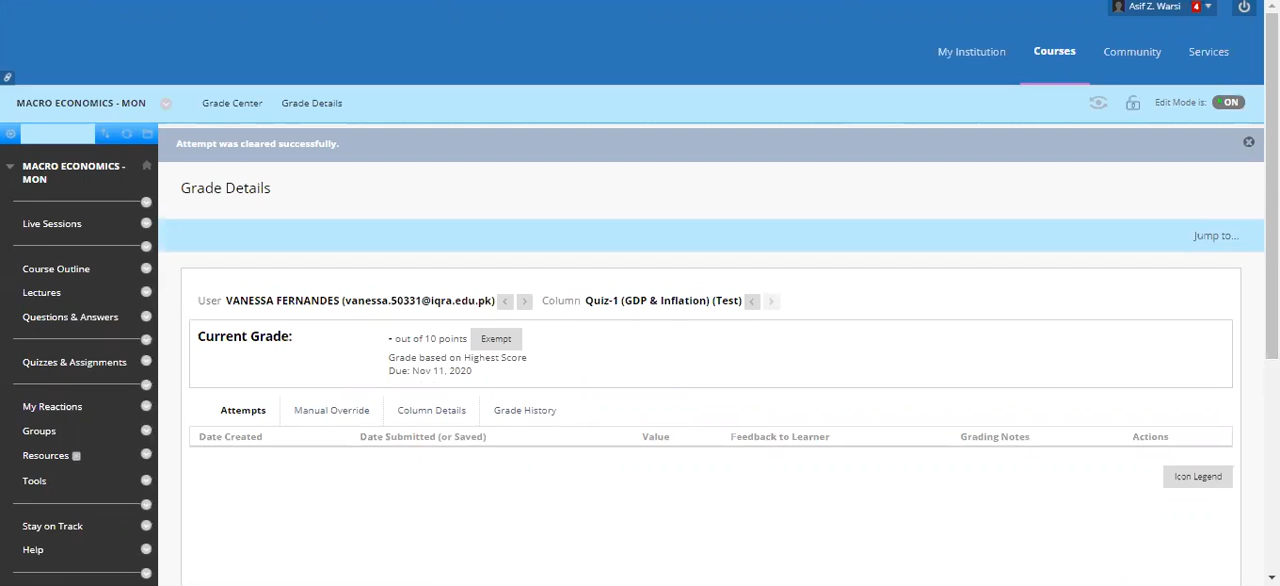 Asif Z. Warsi 4
My Institution Courses Community Services
MACRO ECONOMICS - MON Grade Center Grade Details Edit Mode is: ON
Attempt was cleared successfully.
MACRO ECONOMICS -
MON
Grade Details
Live Sessions
Jump to...
Course Outline
Lectures
User VANESSA FERNANDES (vanessa.50331@iqra.edu.pk) < > Column Quiz-1 (GDP & Inflation) (Test) < >
Questions & Answers
Current Grade: - out of 10 points Exempt
Grade based on Highest Score
Due: Nov 11, 2020
Quizzes & Assignments
My Reactions
Attempts Manual Override Column Details Grade History
Groups
Date Created Date Submitted (or Saved) Value Feedback to Learner Grading Notes Actions
Resources
Tools
Icon Legend
Stay on Track
Help